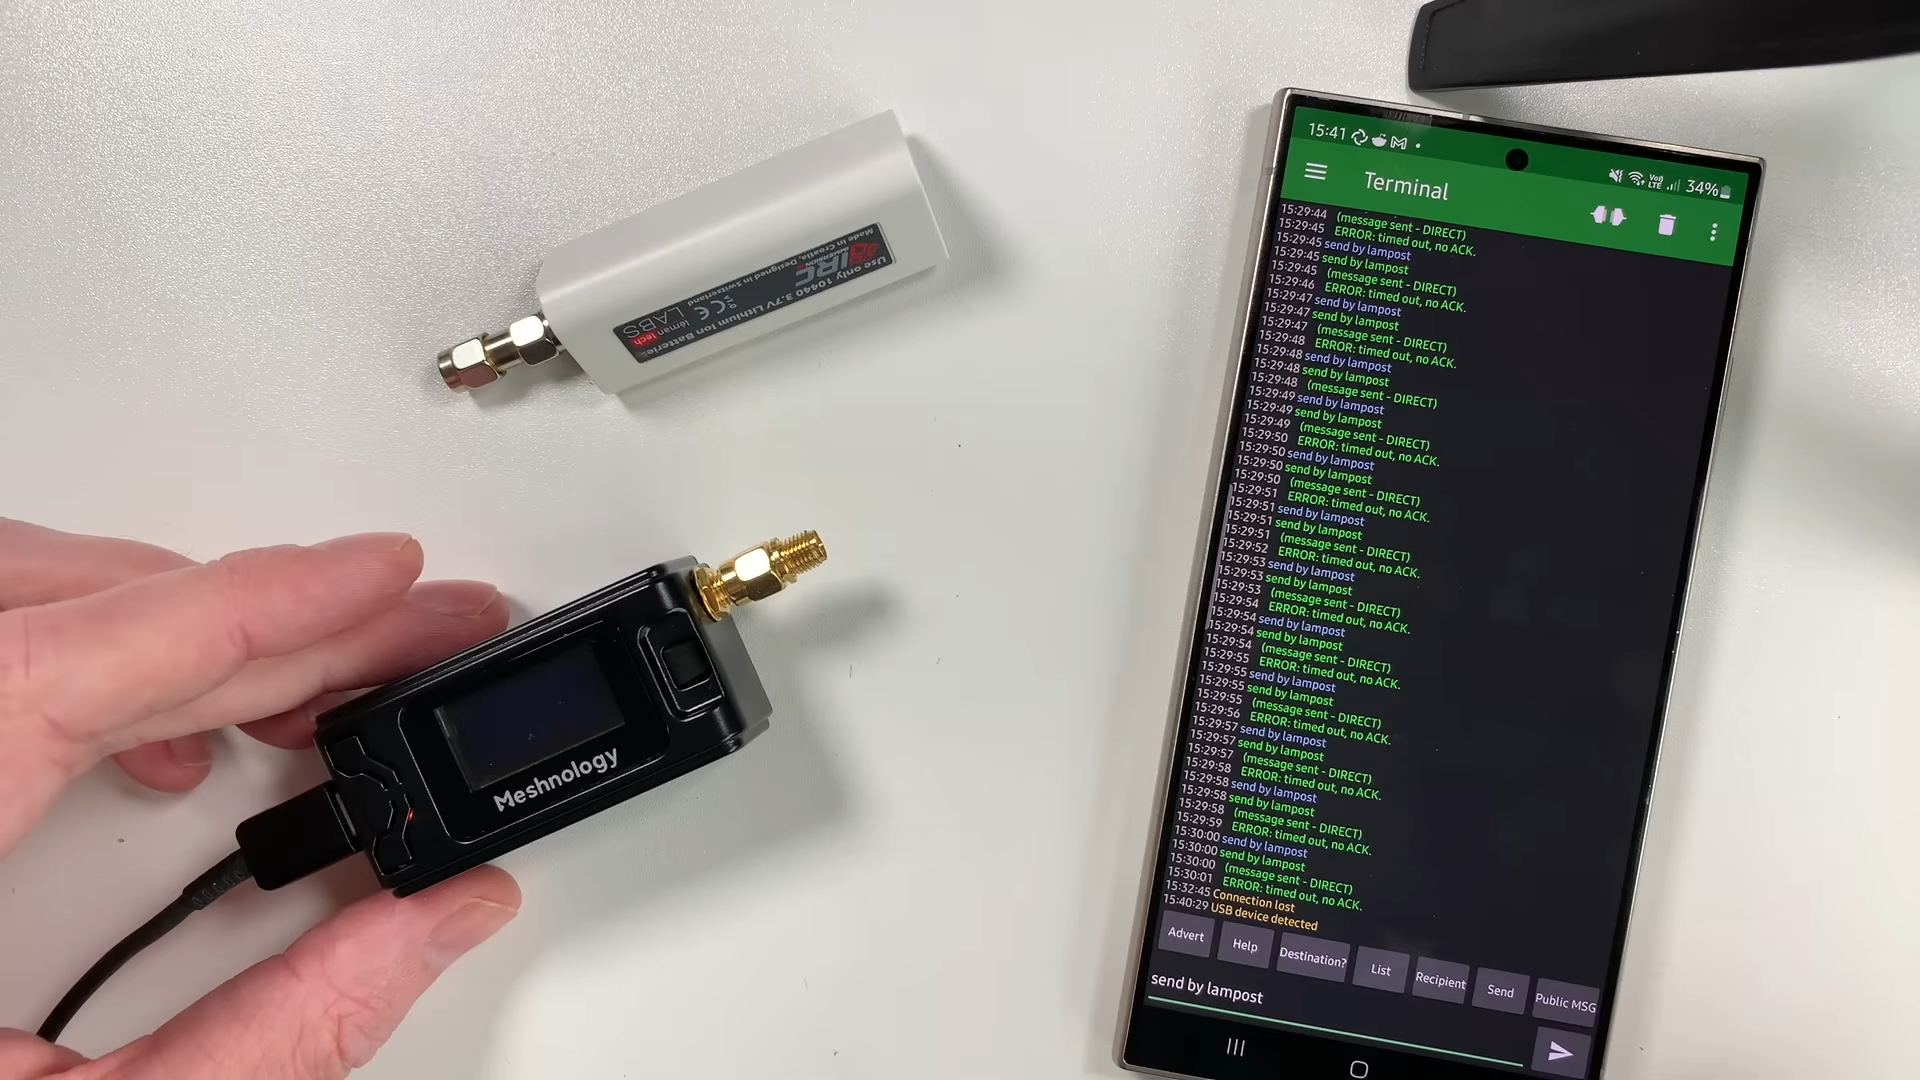 15:41
Vo)) LTE 34%
Terminal
15:29:44 (message sent - DIRECT)
15:29:45 ERROR: timed out, no ACK.
15:29:45 send by lampost
15:29:45 send by lampost
15:29:45 (message sent - DIRECT)
15:29:46 ERROR: timed out, no ACK.
15:29:47 send by lampost
15:29:47 send by lampost
15:29:47 (message sent - DIRECT)
15:29:48 ERROR: timed out, no ACK.
15:29:48 send by lampost
15:29:48 send by lampost
15:29:48 (message sent - DIRECT)
15:29:49 send by lampost
15:29:49 send by lampost
15:29:49 (message sent - DIRECT)
15:29:50 ERROR: timed out, no ACK.
15:29:50 send by lampost
15:29:50 send by lampost
15:29:50 (message sent - DIRECT)
15:29:51 ERROR: timed out, no ACK.
15:29:51 send by lampost
15:29:51 send by lampost
15:29:51 (message sent - DIRECT)
15:29:52 ERROR: timed out, no ACK.
15:29:53 send by lampost
15:29:53 send by lampost
15:29:53 (message sent - DIRECT)
15:29:54 ERROR: timed out, no ACK.
15:29:54 send by lampost
15:29:54 send by lampost
15:29:54 (message sent - DIRECT)
15:29:55 ERROR: timed out, no ACK.
15:29:55 send by lampost
15:29:55 send by lampost
15:29:55 (message sent - DIRECT)
15:29:56 ERROR: timed out, no ACK.
15:29:57 send by lampost
15:29:57 send by lampost
15:29:57 (message sent - DIRECT)
15:29:58 ERROR: timed out, no ACK.
15:29:58 send by lampost
15:29:58 send by lampost
15:29:58 (message sent - DIRECT)
15:29:59 ERROR: timed out, no ACK.
15:30:00 send by lampost
15:30:00 send by lampost
15:30:00 (message sent - DIRECT)
15:30:01 ERROR: timed out, no ACK.
15:32:45 Connection lost
15:40:29 USB device detected
Advert Help Destination? List Recipient Send Public MSG
send by lampost
Use only 10440 3.7V Lithium Ion Batteries
IRC
IMMERSION
léman tech
LABS
CE
Made in Croatia, Designed in Switzerland
Meshnology